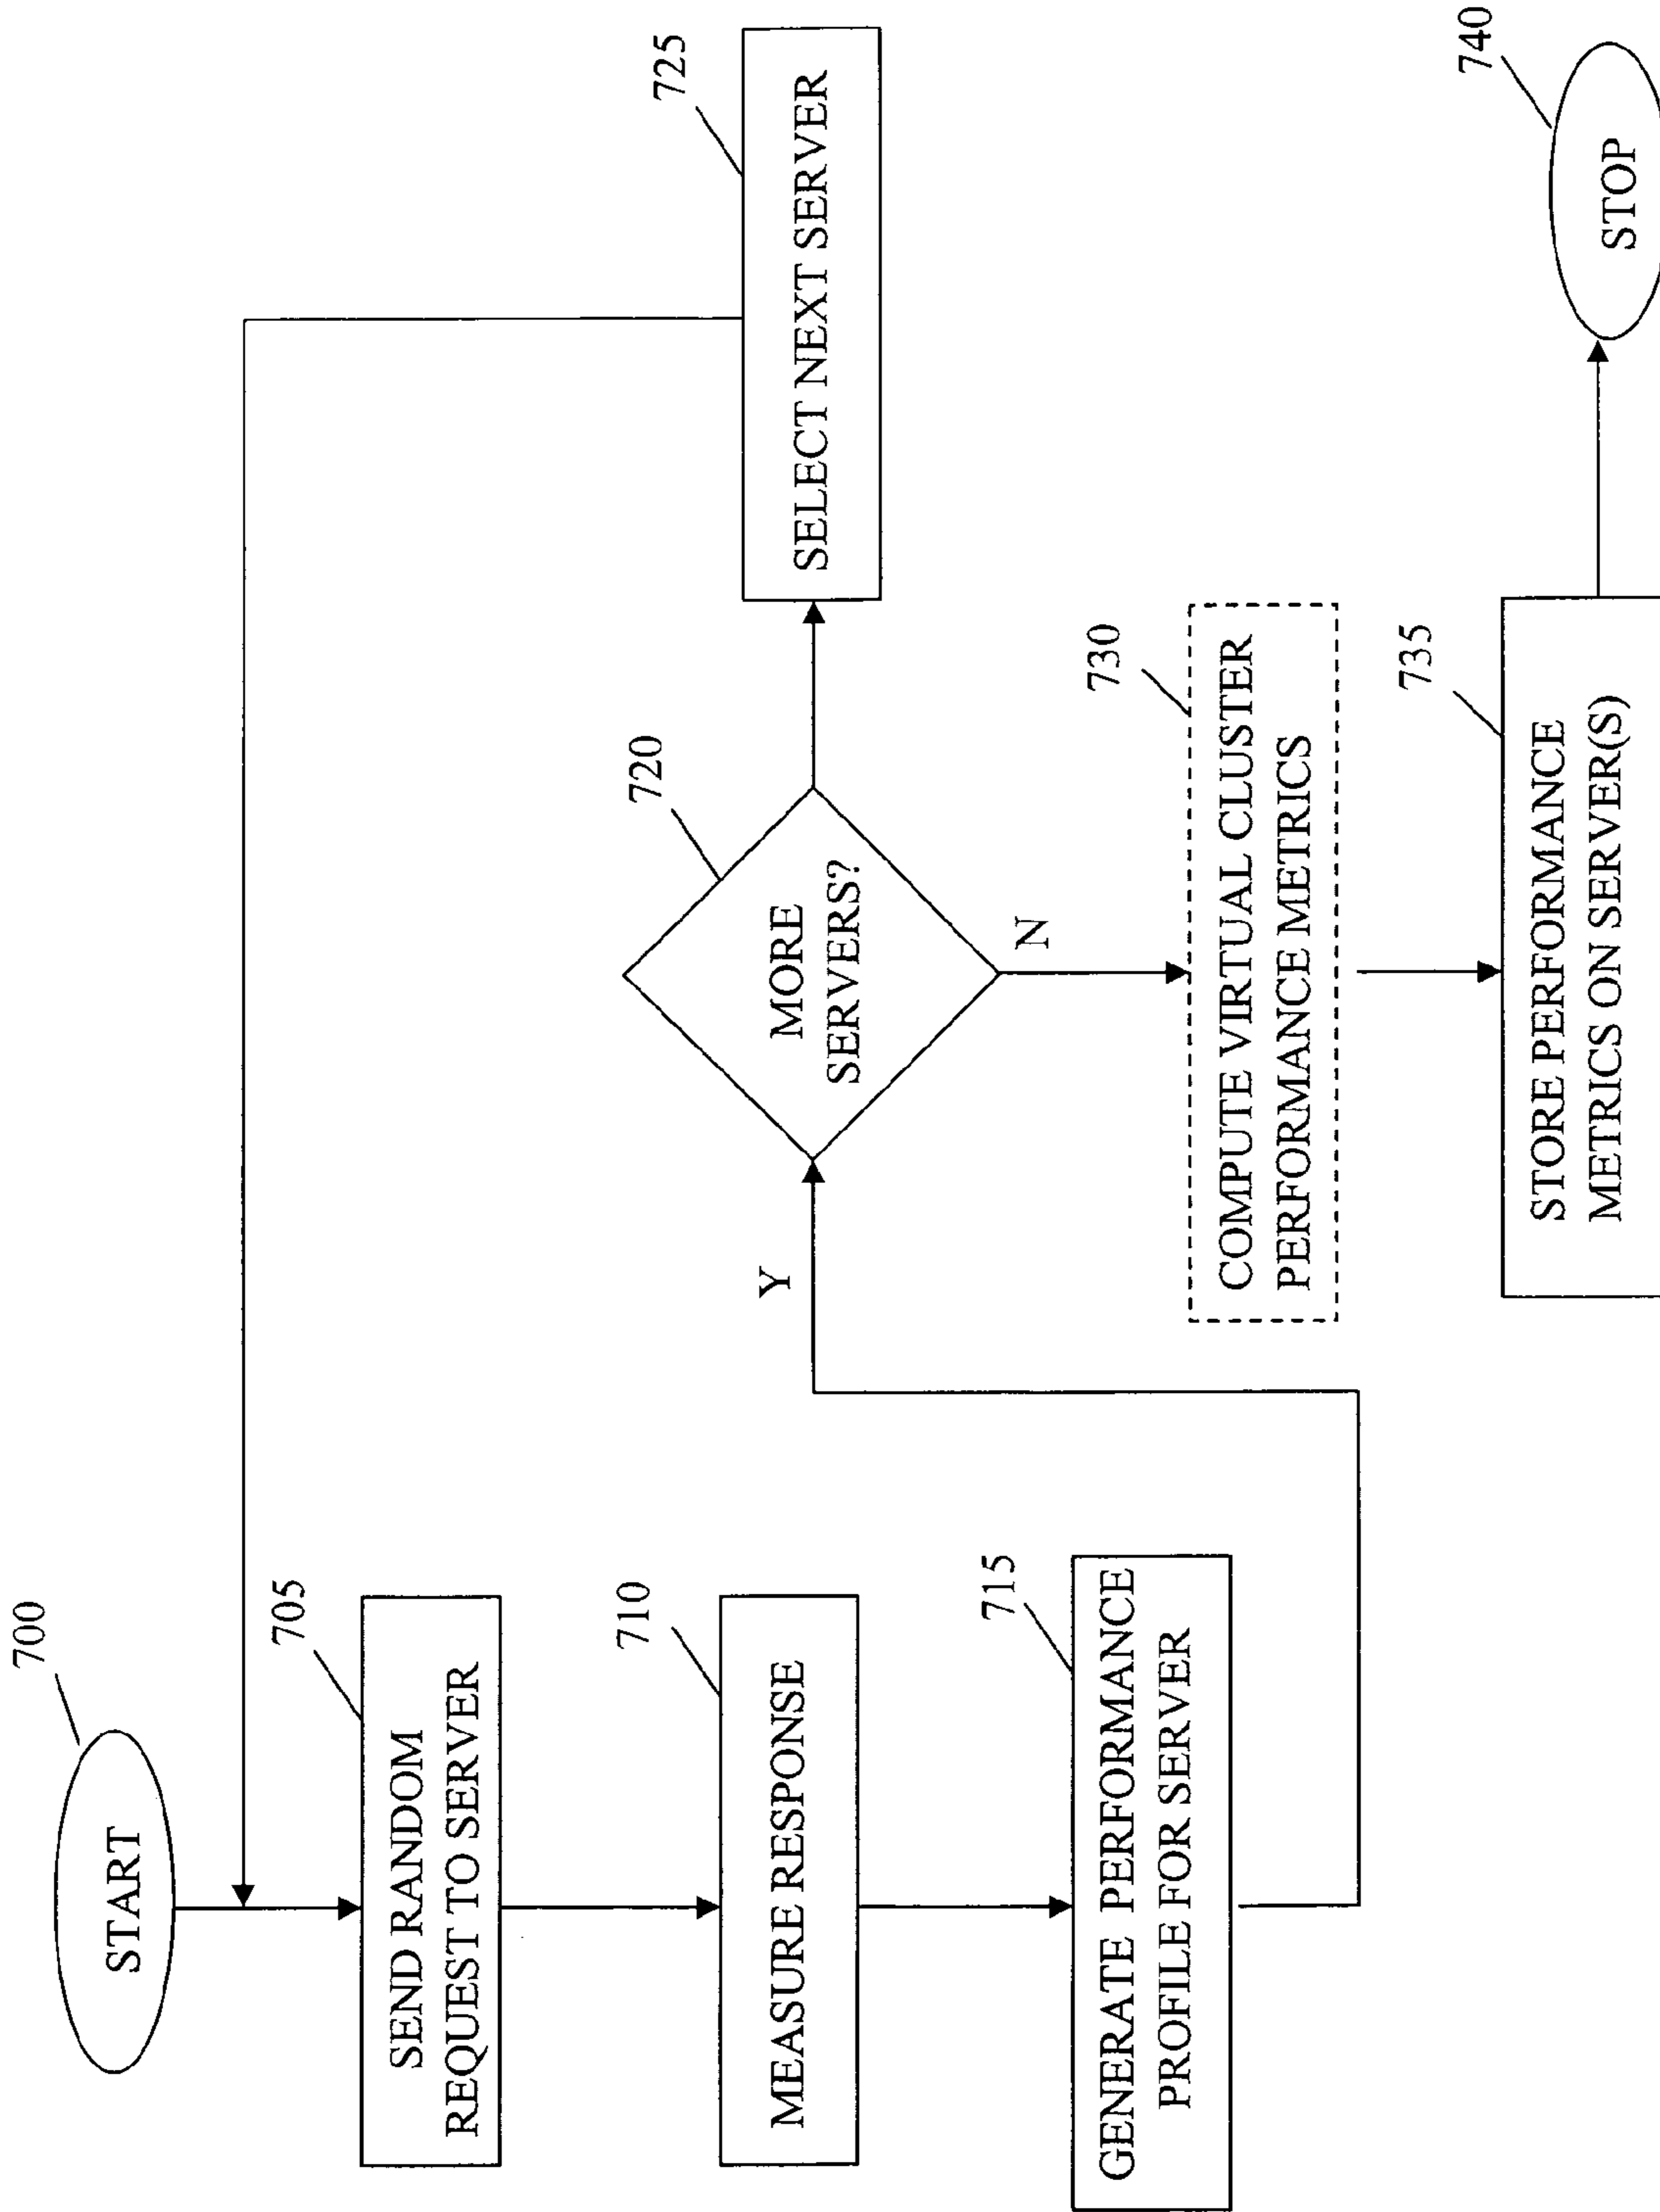 700
START
705
SEND RANDOM
REQUEST TO SERVER
710
MEASURE RESPONSE
715
GENERATE PERFORMANCE
PROFILE FOR SERVER
Y
720
MORE
SERVERS?
725
SELECT NEXT SERVER
N
730
COMPUTE VIRTUAL CLUSTER
PERFORMANCE METRICS
735
STORE PERFORMANCE
METRICS ON SERVER(S)
740
STOP